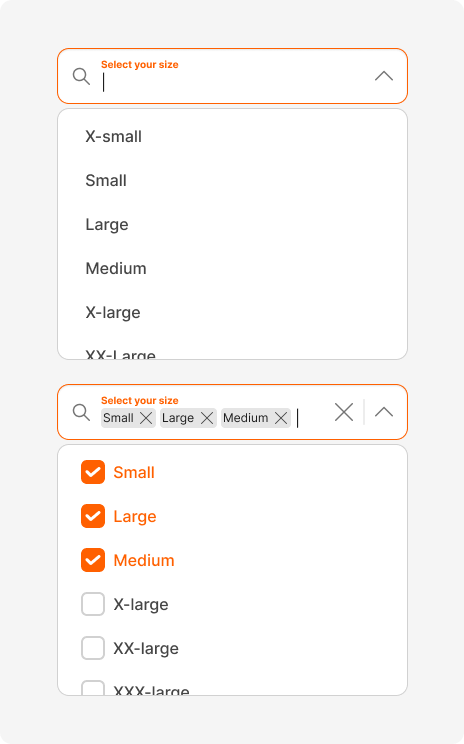 Select your size
X-small
Small
Large
Medium
X-large
XX-Large
Select your size
Small Large Medium
Small
Large
Medium
X-large
XX-large
XXX-large